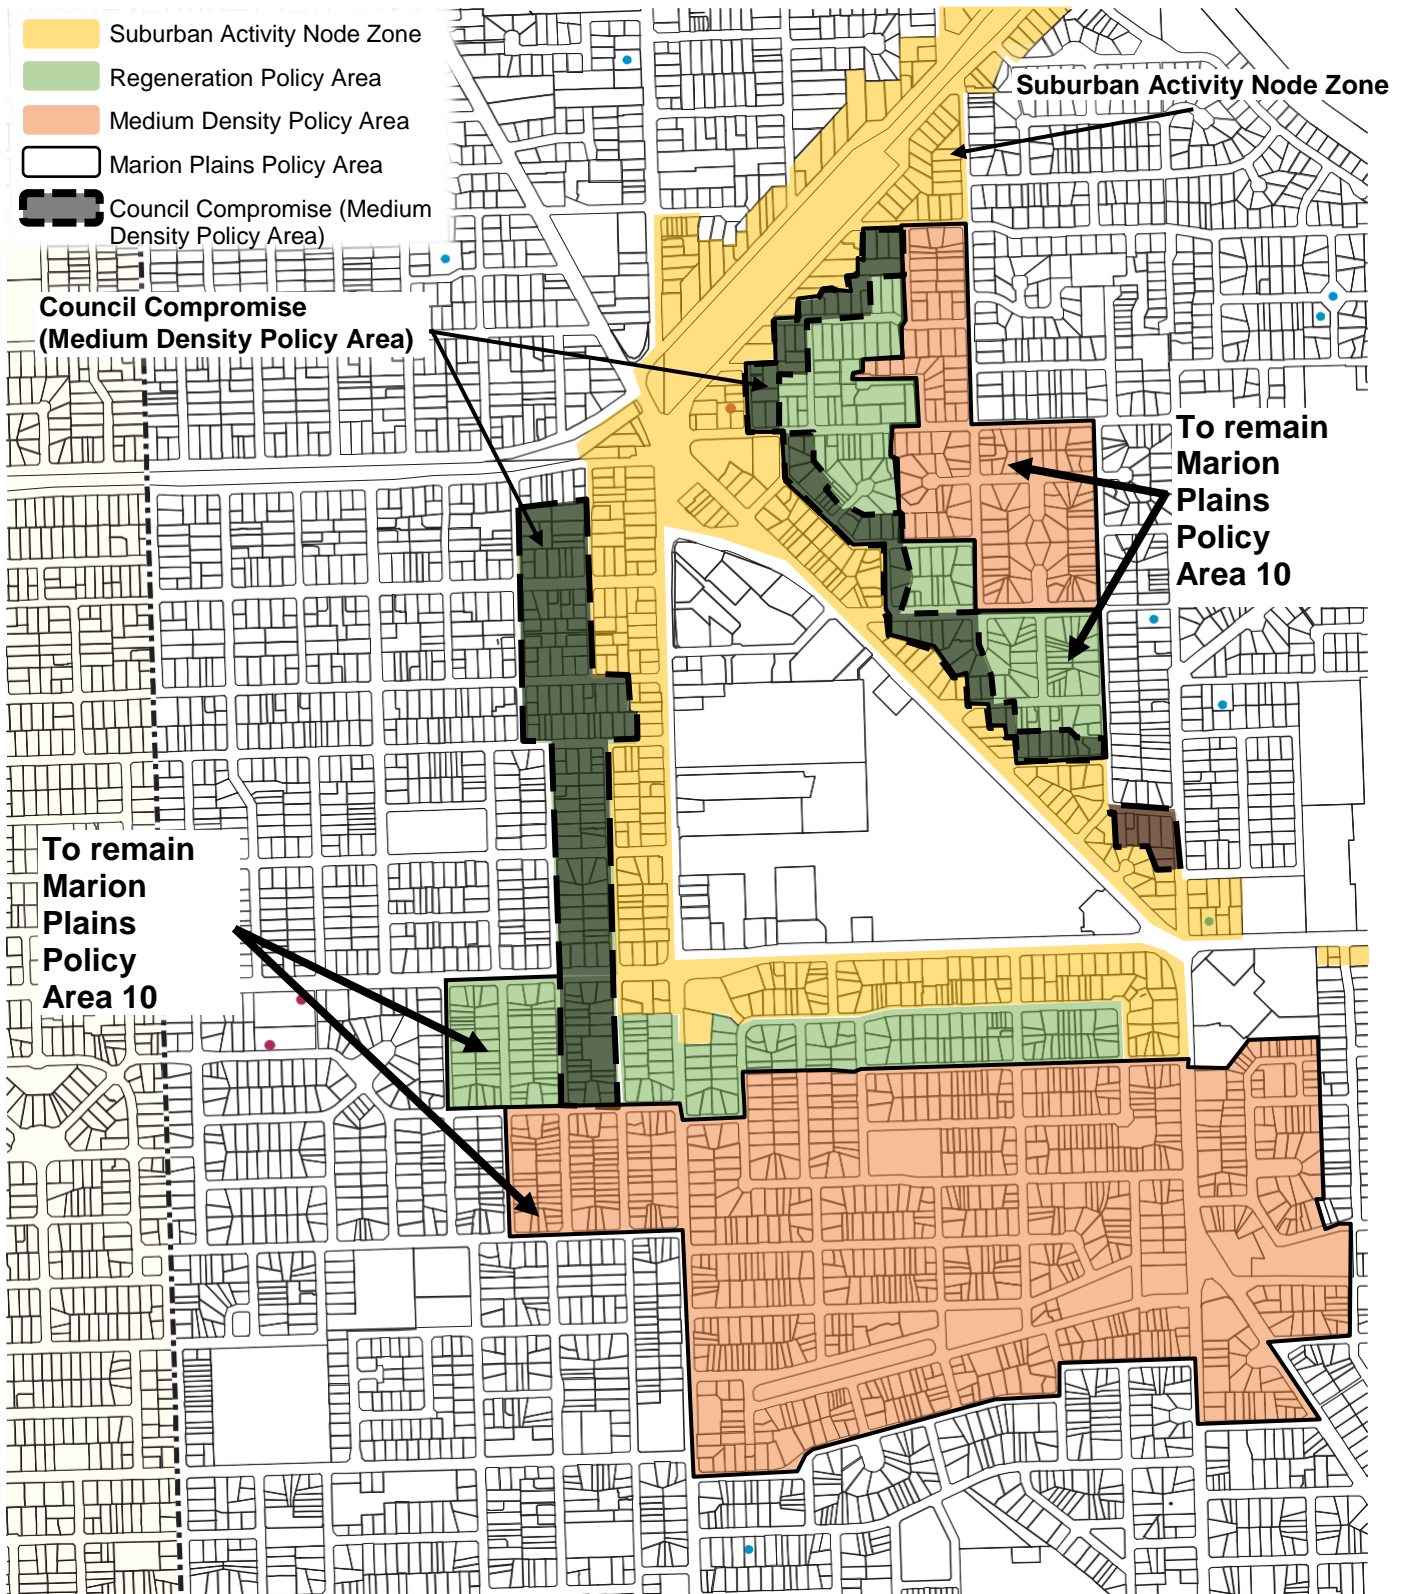 Suburban Activity Node Zone
Regeneration Policy Area
Medium Density Policy Area
Marion Plains Policy Area
Council Compromise (Medium
Density Policy Area)
Suburban Activity Node Zone
Council Compromise
(Medium Density Policy Area)
To remain
Marion
Plains
Policy
Area 10
To remain
Marion
Plains
Policy
Area 10